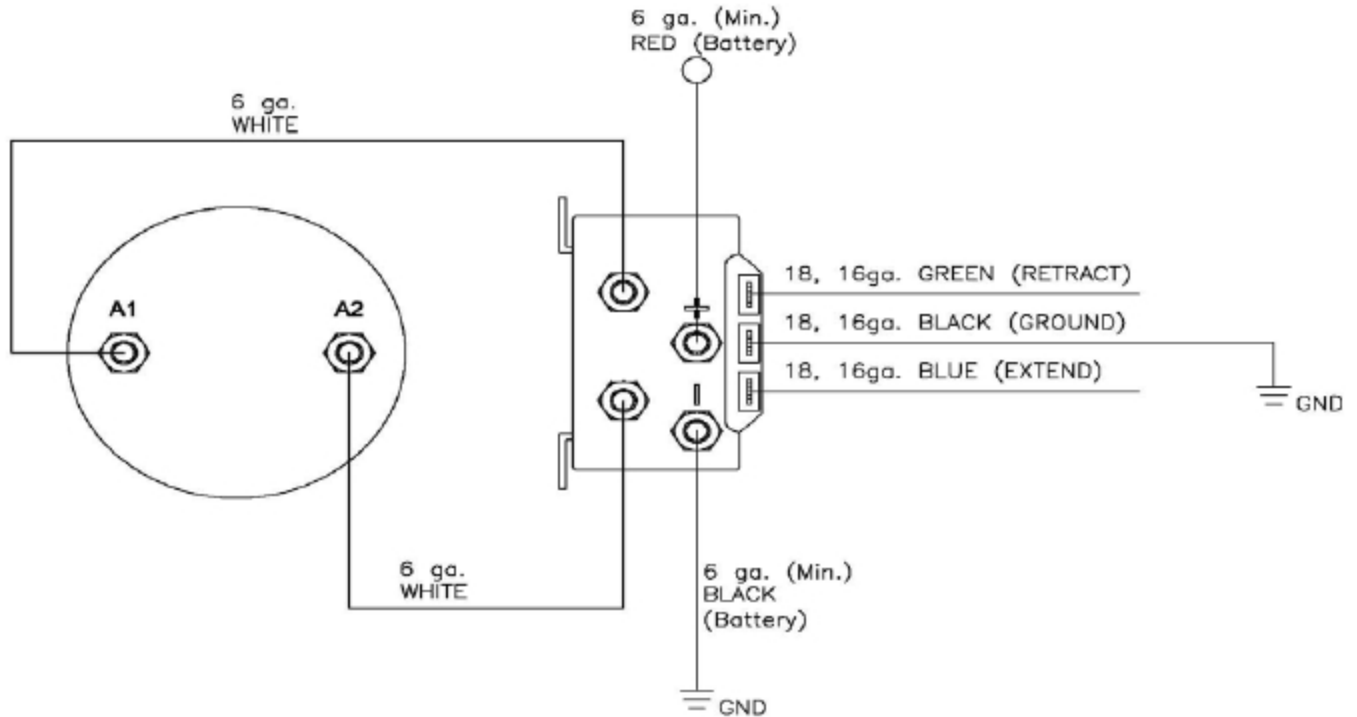 6 ga. (Min.)
RED (Battery)
6 ga.
WHITE
A1
A2
+
18, 16ga. GREEN (RETRACT)
18, 16ga. BLACK (GROUND)
18, 16ga. BLUE (EXTEND)
GND
6 ga.
WHITE
6 ga. (Min.)
BLACK
(Battery)
GND